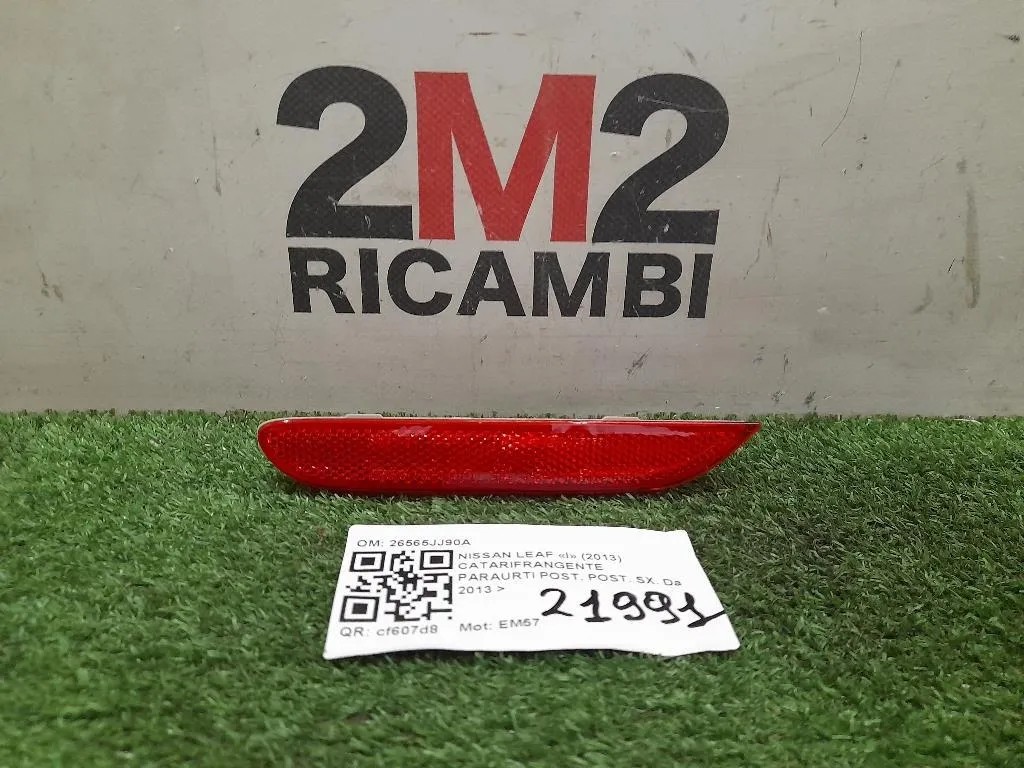 2M2
RICAMBI
OM: 26565JJ90A
NISSAN LEAF «I» (2013)
CATARIFRANGENTE
PARAURTI POST. POST. SX. Da
2013 >
21991
QR: cf607d8 Mot: EM57